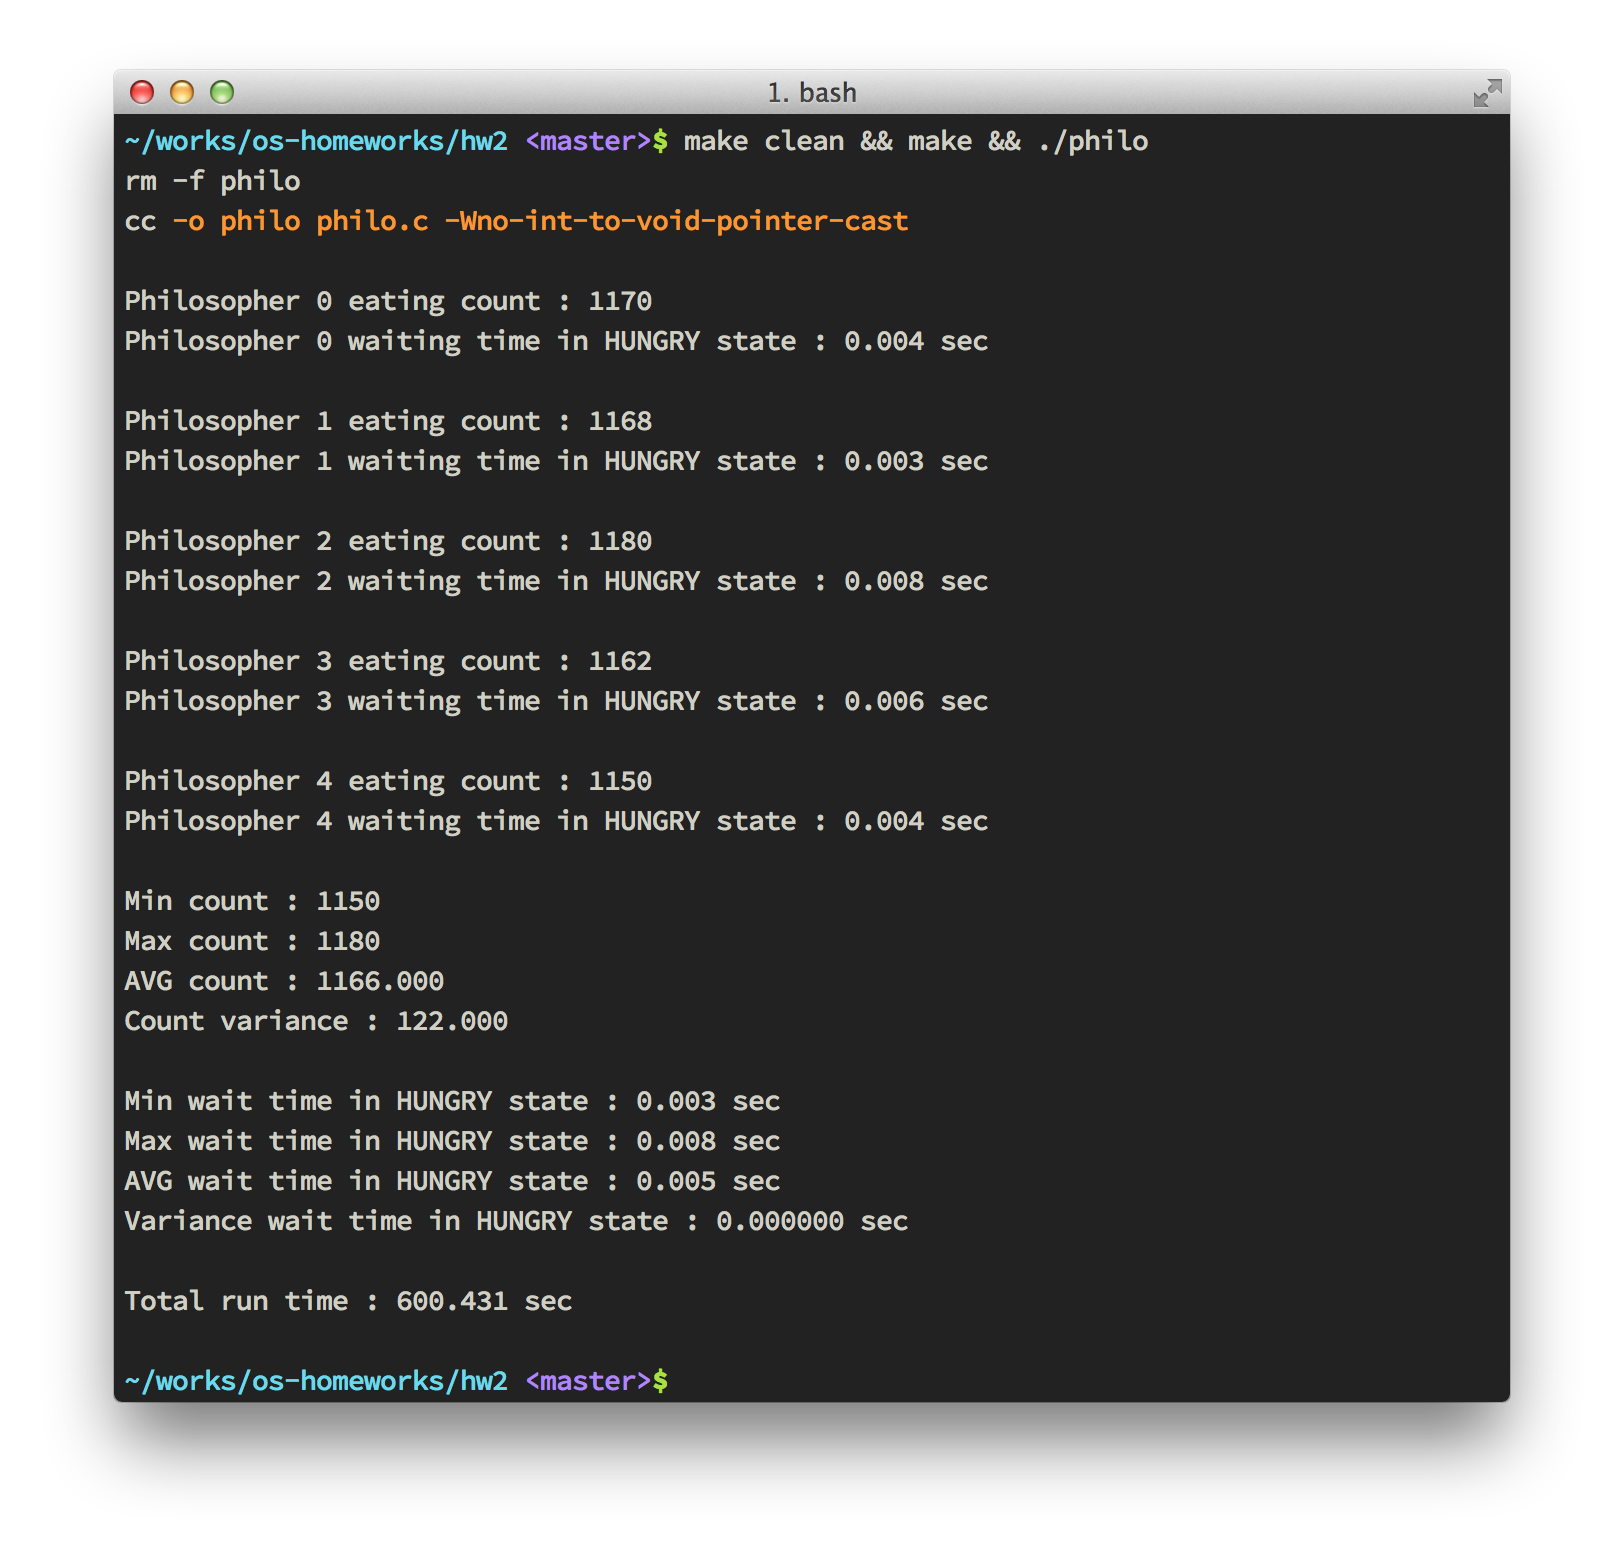 1. bash
~/works/os-homeworks/hw2 <master>$ make clean && make && ./philo
rm -f philo
cc -o philo philo.c -Wno-int-to-void-pointer-cast
Philosopher 0 eating count : 1170
Philosopher 0 waiting time in HUNGRY state : 0.004 sec
Philosopher 1 eating count : 1168
Philosopher 1 waiting time in HUNGRY state : 0.003 sec
Philosopher 2 eating count : 1180
Philosopher 2 waiting time in HUNGRY state : 0.008 sec
Philosopher 3 eating count : 1162
Philosopher 3 waiting time in HUNGRY state : 0.006 sec
Philosopher 4 eating count : 1150
Philosopher 4 waiting time in HUNGRY state : 0.004 sec
Min count : 1150
Max count : 1180
AVG count : 1166.000
Count variance : 122.000
Min wait time in HUNGRY state : 0.003 sec
Max wait time in HUNGRY state : 0.008 sec
AVG wait time in HUNGRY state : 0.005 sec
Variance wait time in HUNGRY state : 0.000000 sec
Total run time : 600.431 sec
~/works/os-homeworks/hw2 <master>$